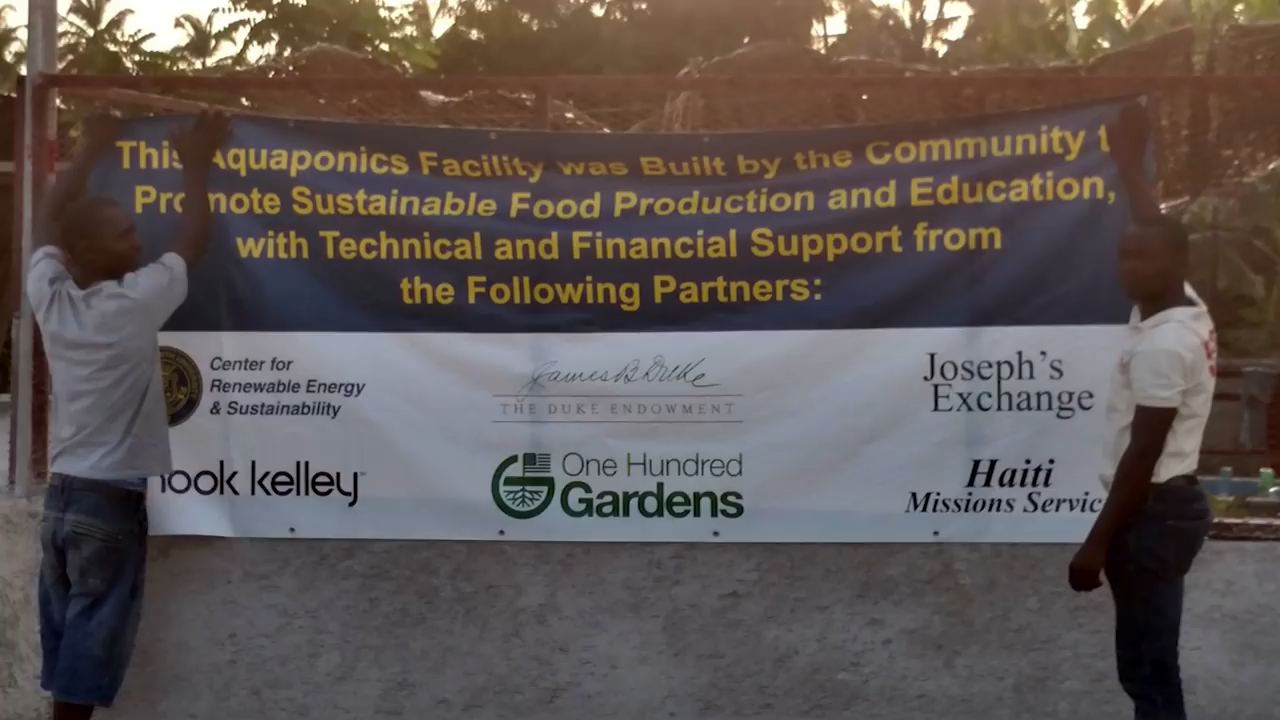 This Aquaponics Facility was Built by the Community t
Promote Sustainable Food Production and Education,
with Technical and Financial Support from
the Following Partners:
Center for
Renewable Energy
& Sustainability
James B Duke
THE DUKE ENDOWMENT
Joseph's
Exchange
ook kelley
One Hundred
Gardens
Haiti
Missions Servic